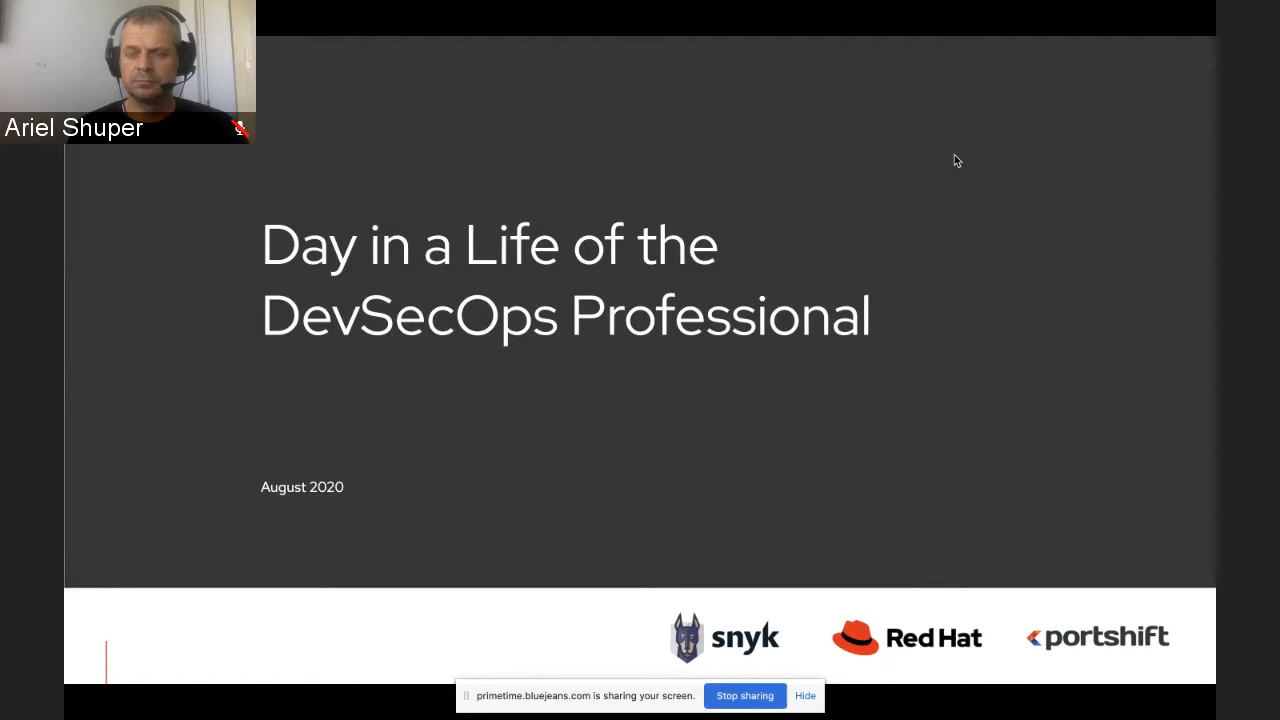 Ariel Shuper
Day in a Life of the
DevSecOps Professional
August 2020
snyk
Red Hat
portshift
primetime.bluejeans.com is sharing your screen.
Stop sharing
Hide